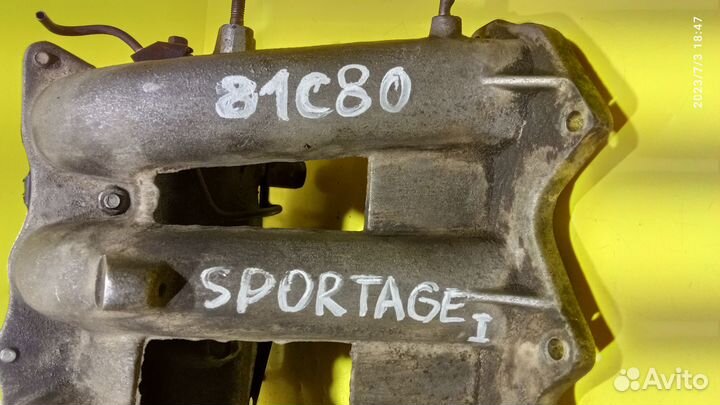 81C80
SPORTAGE I
2023/7/3 18:47
Avito